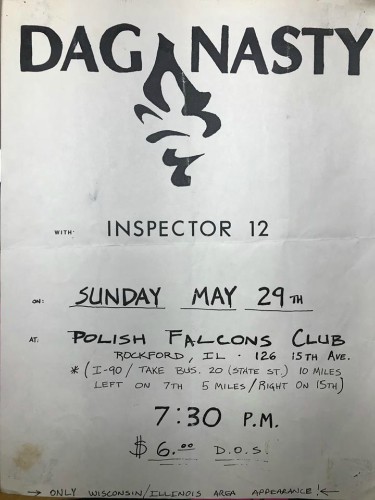 DAG NASTY
WITH· INSPECTOR 12
ON: SUNDAY MAY 29TH
AT: POLISH FALCONS CLUB
ROCKFORD, IL · 126 15TH AVE.
* (I-90 / TAKE BUS. 20 (STATE ST.) 10 MILES
LEFT ON 7TH 5 MILES / RIGHT ON 15TH)
7:30 P.M.
$6.00 D.O.S.
→ ONLY WISCONSIN/ILLINOIS AREA APPEARANCE! ←